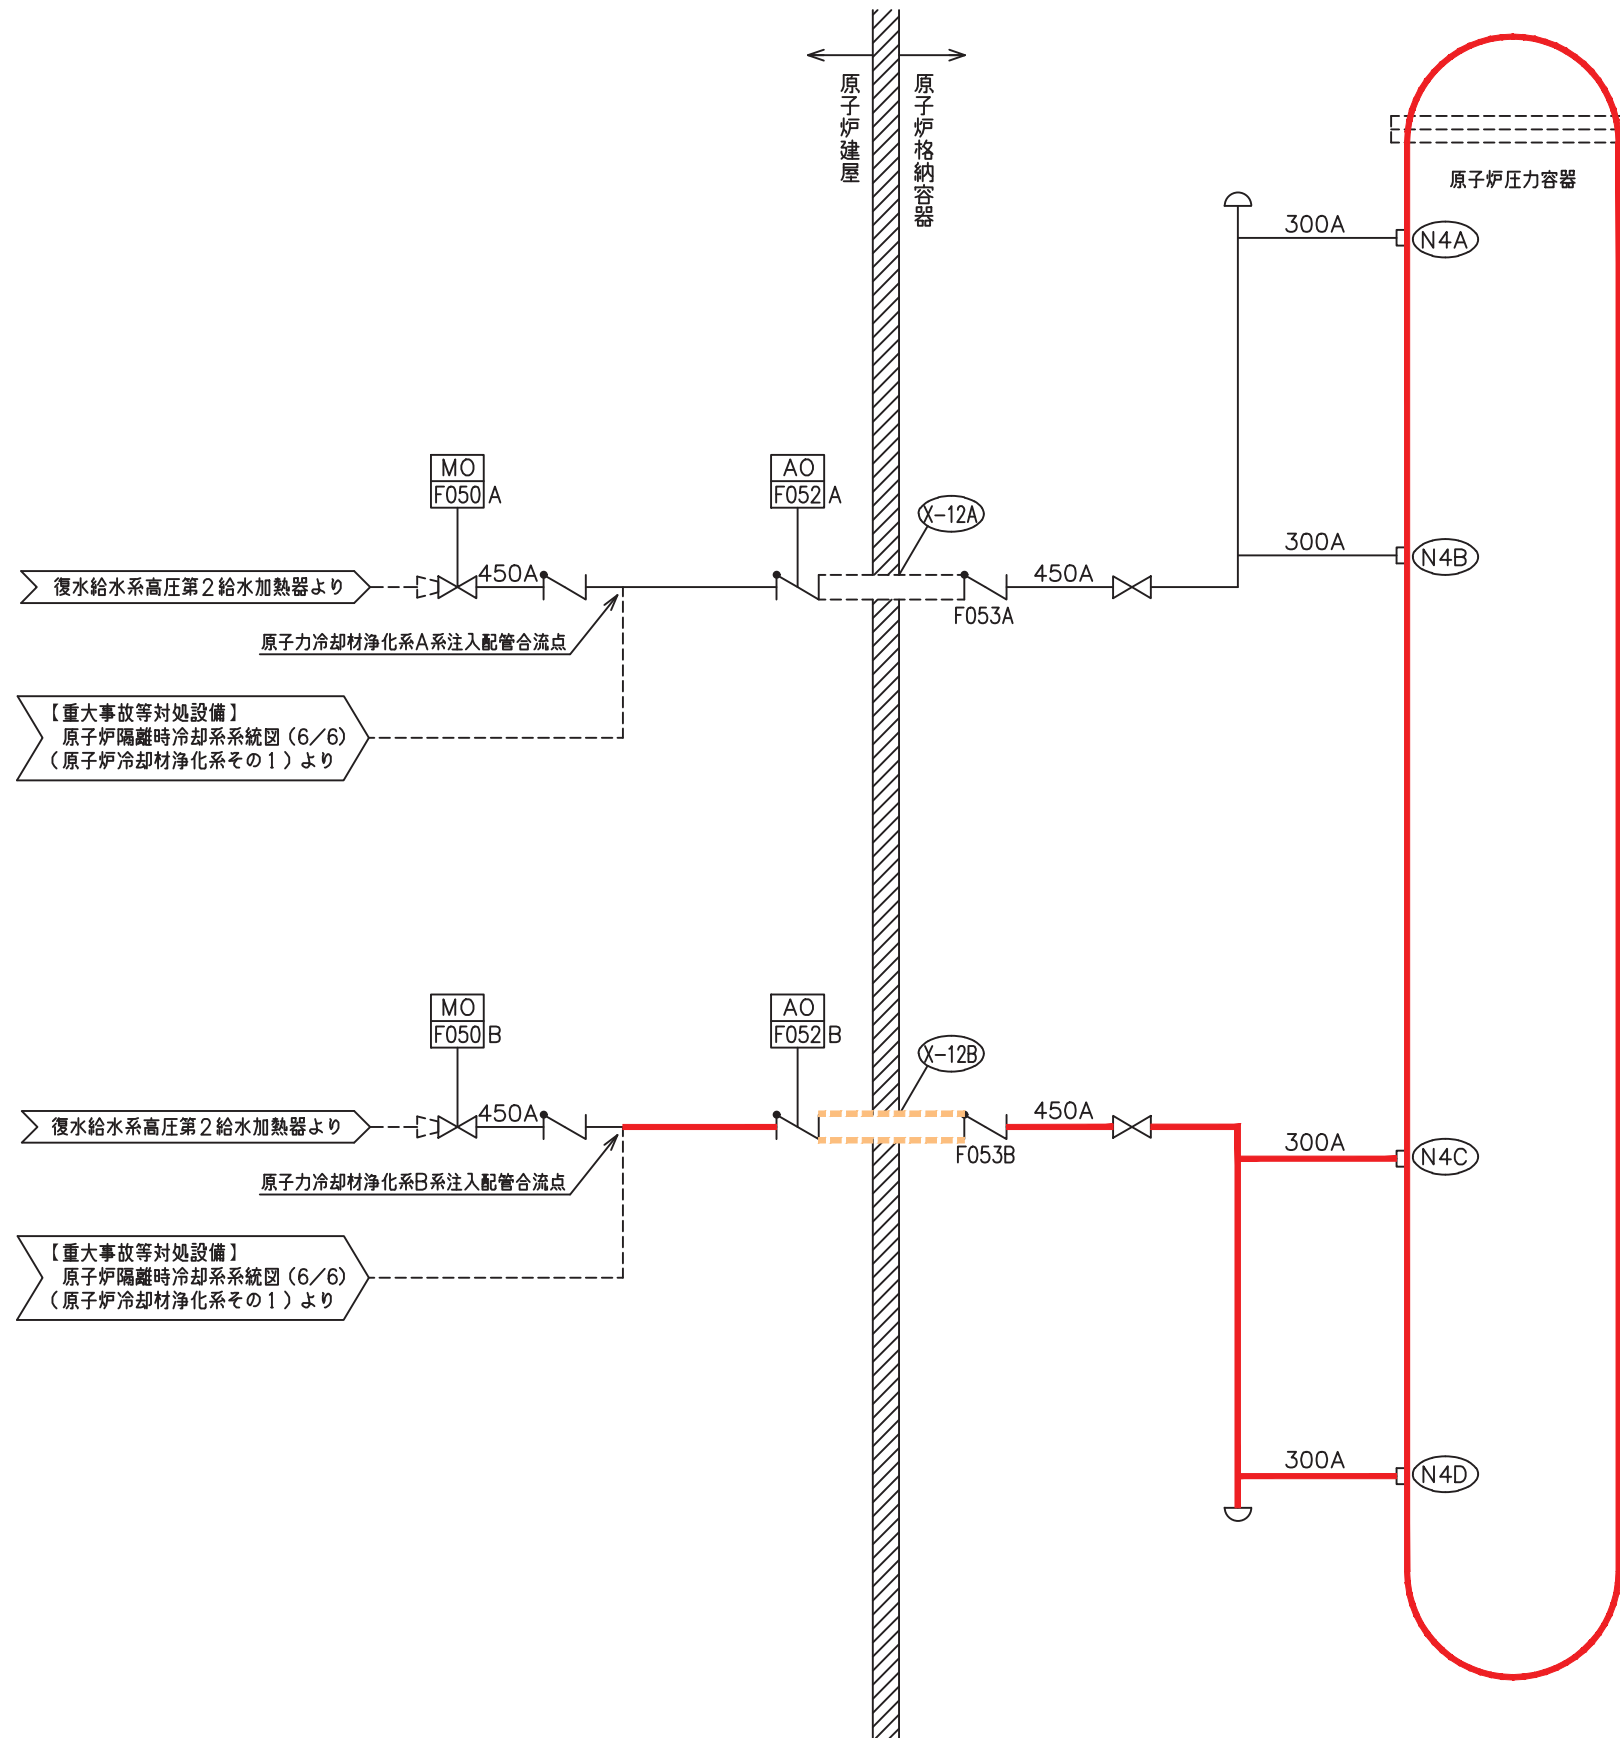 原子炉建屋
原子炉格納容器
原子炉圧力容器
300A
N4A
MO
F050 A
AO
F052 A
X-12A
300A
N4B
復水給水系高圧第2給水加熱器より
450A
450A
F053A
原子力冷却材浄化系A系注入配管合流点
【重大事故等対処設備】
原子炉隔離時冷却系系統図(6/6)
(原子炉冷却材浄化系その1)より
MO
F050 B
AO
F052 B
X-12B
復水給水系高圧第2給水加熱器より
450A
450A
F053B
300A
N4C
原子力冷却材浄化系B系注入配管合流点
【重大事故等対処設備】
原子炉隔離時冷却系系統図(6/6)
(原子炉冷却材浄化系その1)より
300A
N4D